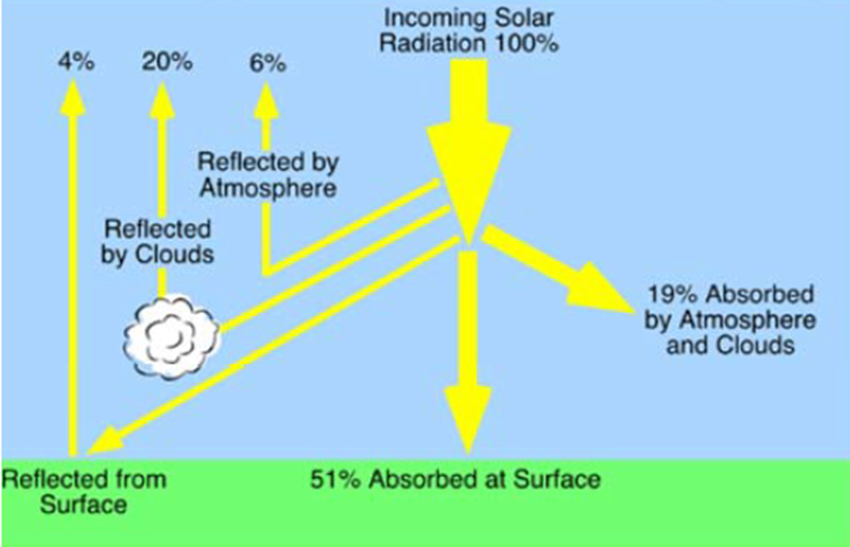 Incoming Solar
Radiation 100%
4%
20%
6%
Reflected by
Atmosphere
Reflected
by Clouds
19% Absorbed
by Atmosphere
and Clouds
Reflected from
Surface
51% Absorbed at Surface